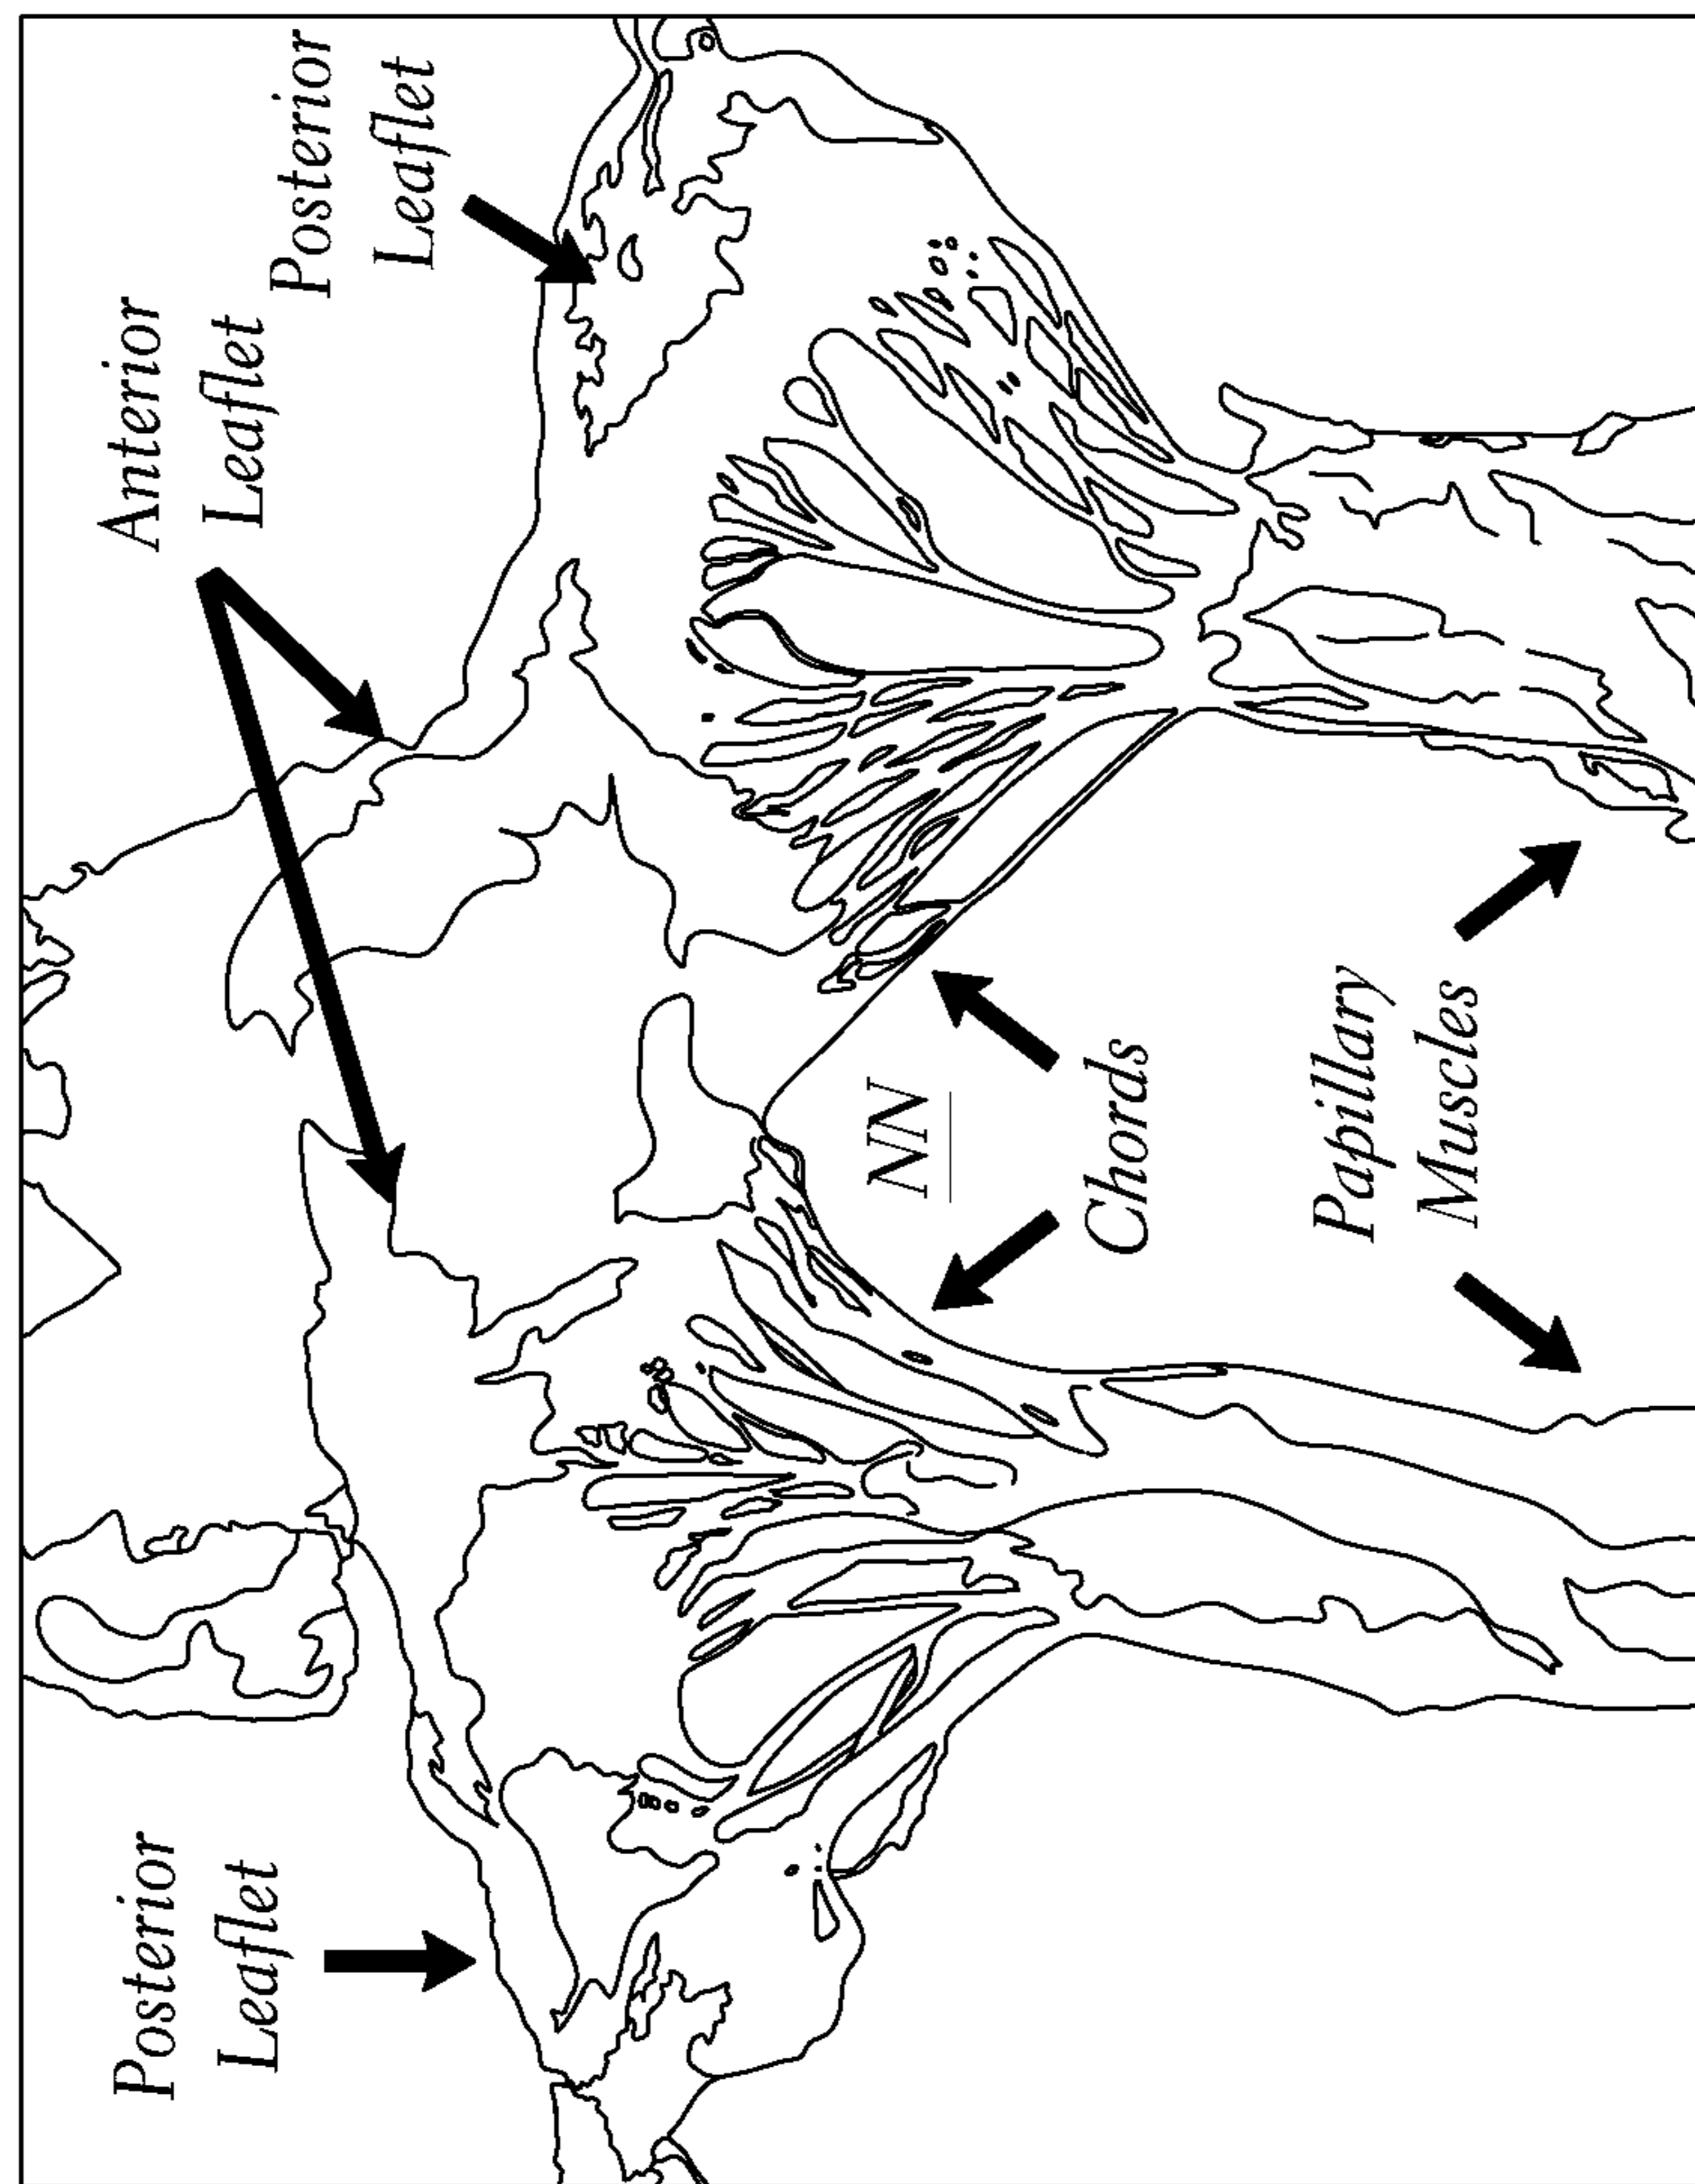 Posterior
Leaflet
Anterior
Leaflet
Posterior
Leaflet
NN
Chords
Papillary
Muscles